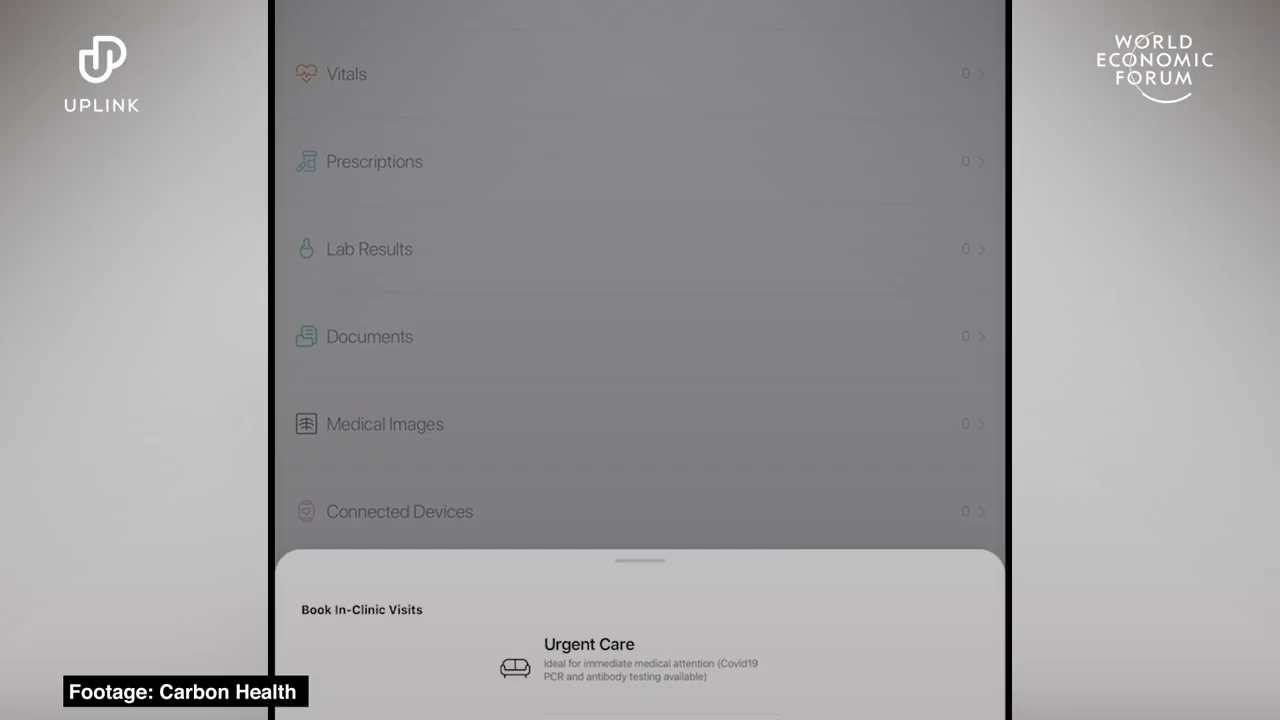 UPLINK
WORLD
ECONOMIC
FORUM
Vitals 0
Prescriptions 0
Lab Results 0
Documents 0
Medical Images 0
Connected Devices 0
Book In-Clinic Visits
Urgent Care
Ideal for immediate medical attention (Covid19
PCR and antibody testing available)
Footage: Carbon Health